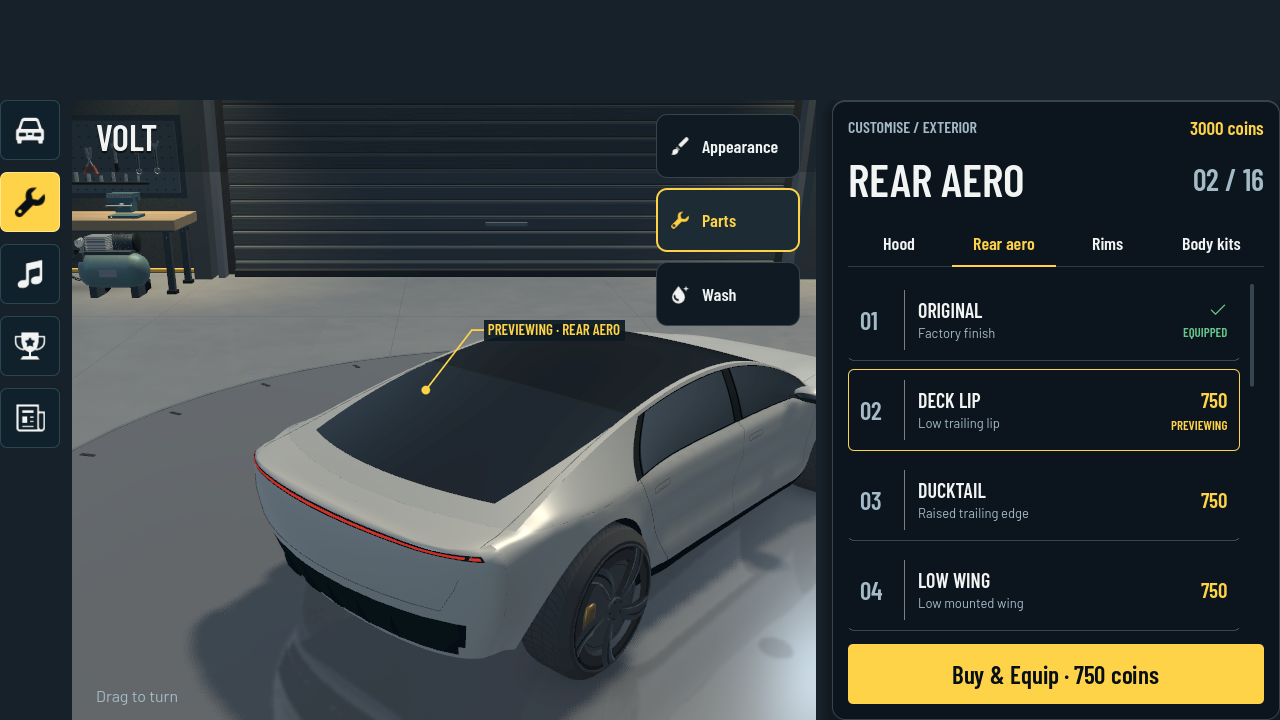 VOLT
Appearance
Parts
Wash
PREVIEWING · REAR AERO
Drag to turn
CUSTOMISE / EXTERIOR
3000 coins
REAR AERO
02 / 16
Hood
Rear aero
Rims
Body kits
01
ORIGINAL
Factory finish
EQUIPPED
02
DECK LIP
Low trailing lip
750
PREVIEWING
03
DUCKTAIL
Raised trailing edge
750
04
LOW WING
Low mounted wing
750
Buy & Equip · 750 coins